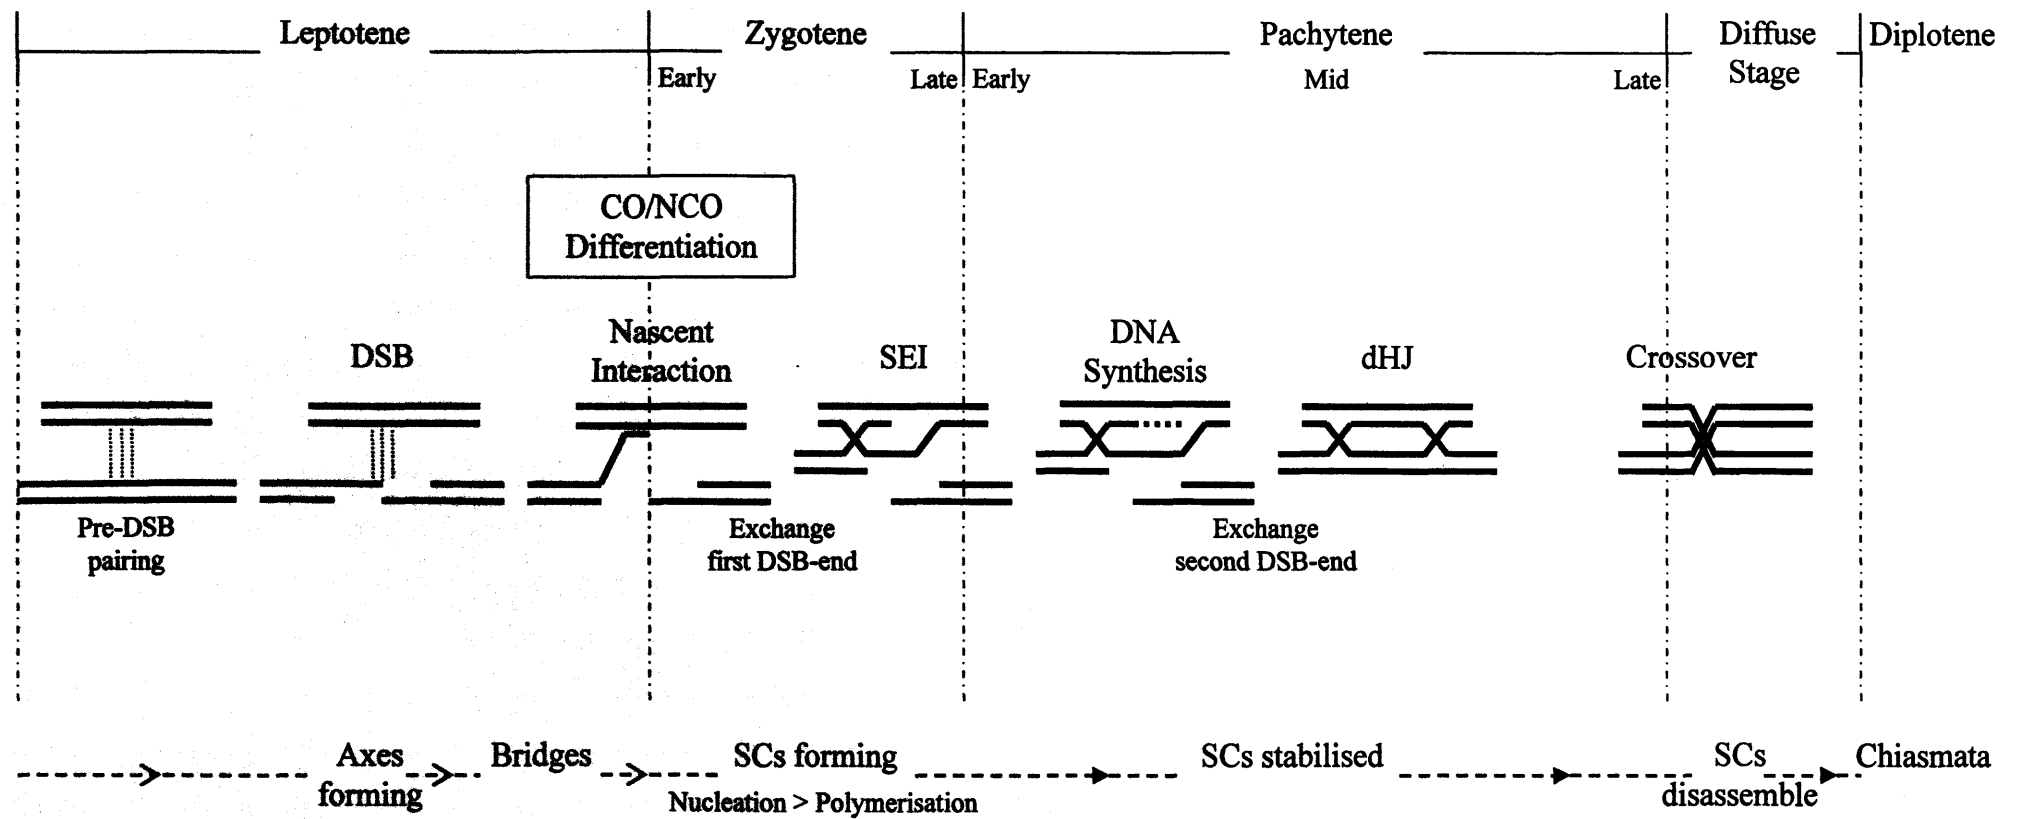 Leptotene
Zygotene
Pachytene
Diffuse
Stage
Diplotene
Early
Late
Early
Mid
Late
CO/NCO
Differentiation
DSB
Nascent
Interaction
SEI
DNA
Synthesis
dHJ
Crossover
Pre-DSB
pairing
Exchange
first DSB-end
Exchange
second DSB-end
Axes
forming
Bridges
SCs forming
Nucleation > Polymerisation
SCs stabilised
SCs
disassemble
Chiasmata